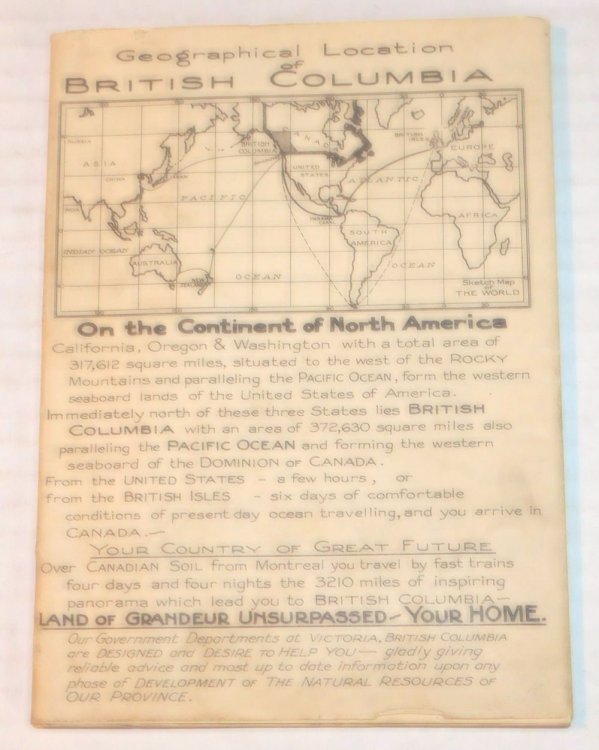 Geographical Location
of
BRITISH COLUMBIA
RUSSIA
ASIA
CHINA
JAPAN
INDIAN OCEAN
AUSTRALIA
NEW ZEALAND
PACIFIC
OCEAN
BRITISH
COLUMBIA
CANADA
UNITED
STATES
PANAMA
CANAL
SOUTH
AMERICA
ATLANTIC
OCEAN
BRITISH
ISLES
EUROPE
AFRICA
Sketch Map
of
THE WORLD
On the Continent of North America
California, Oregon & Washington with a total area of
317,612 square miles, situated to the west of the ROCKY
Mountains and paralleling the PACIFIC OCEAN, form the western
seaboard lands of the United States of America.
Immediately north of these three States lies BRITISH
COLUMBIA with an area of 372,630 square miles also
paralleling the PACIFIC OCEAN and forming the western
seaboard of the DOMINION OF CANADA.
From the UNITED STATES - a few hours, or
from the BRITISH ISLES - six days of comfortable
conditions of present day ocean travelling, and you arrive in
CANADA.—
YOUR COUNTRY OF GREAT FUTURE
Over CANADIAN SOIL from Montreal you travel by fast trains
four days and four nights the 3210 miles of inspiring
panorama which lead you to BRITISH COLUMBIA—
LAND OF GRANDEUR UNSURPASSED — YOUR HOME.
Our Government Departments at VICTORIA, BRITISH COLUMBIA
are DESIGNED and DESIRE TO HELP YOU — gladly giving
reliable advice and most up to date information upon any
phase of DEVELOPMENT OF THE NATURAL RESOURCES OF
OUR PROVINCE.